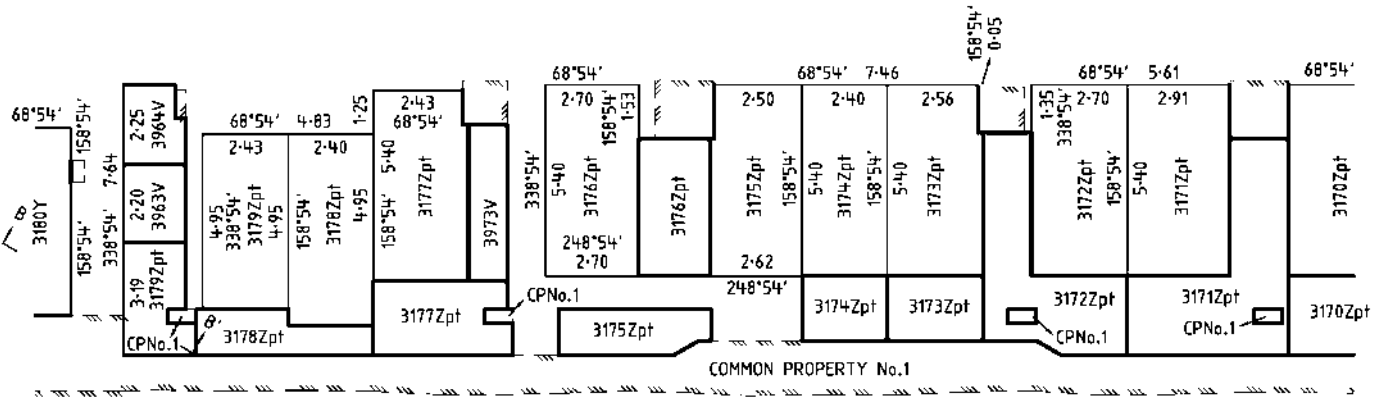 158°54'
0·05
68°54'
68°54' 7·46
68°54' 5·61
68°54'
68°54'
158°54'
7·64
2·25
3964V
68°54' 4·83
1·25
2·43
68°54'
2·70
158°54'
1·53
2·50
2·40
2·56
1·35
338°54'
2·70
2·91
2·43
2·40
B
3180Y
158°54'
338°54'
2·20
3963V
3·19
3179Zpt
4·95
338°54'
3179Zpt
4·95
158°54'
3178Zpt
4·95
158°54'
5·40
3177Zpt
3973V
338°54'
5·40
3176Zpt
248°54'
2·70
3176Zpt
3175Zpt
158°54'
2·62
248°54'
5·40
3174Zpt
158°54'
5·40
3173Zpt
3172Zpt
158°54'
5·40
3171Zpt
3170Zpt
CPNo.1
B'
3178Zpt
3177Zpt
CPNo.1
3175Zpt
3174Zpt
3173Zpt
3172Zpt
CPNo.1
3171Zpt
CPNo.1
3170Zpt
COMMON PROPERTY No.1